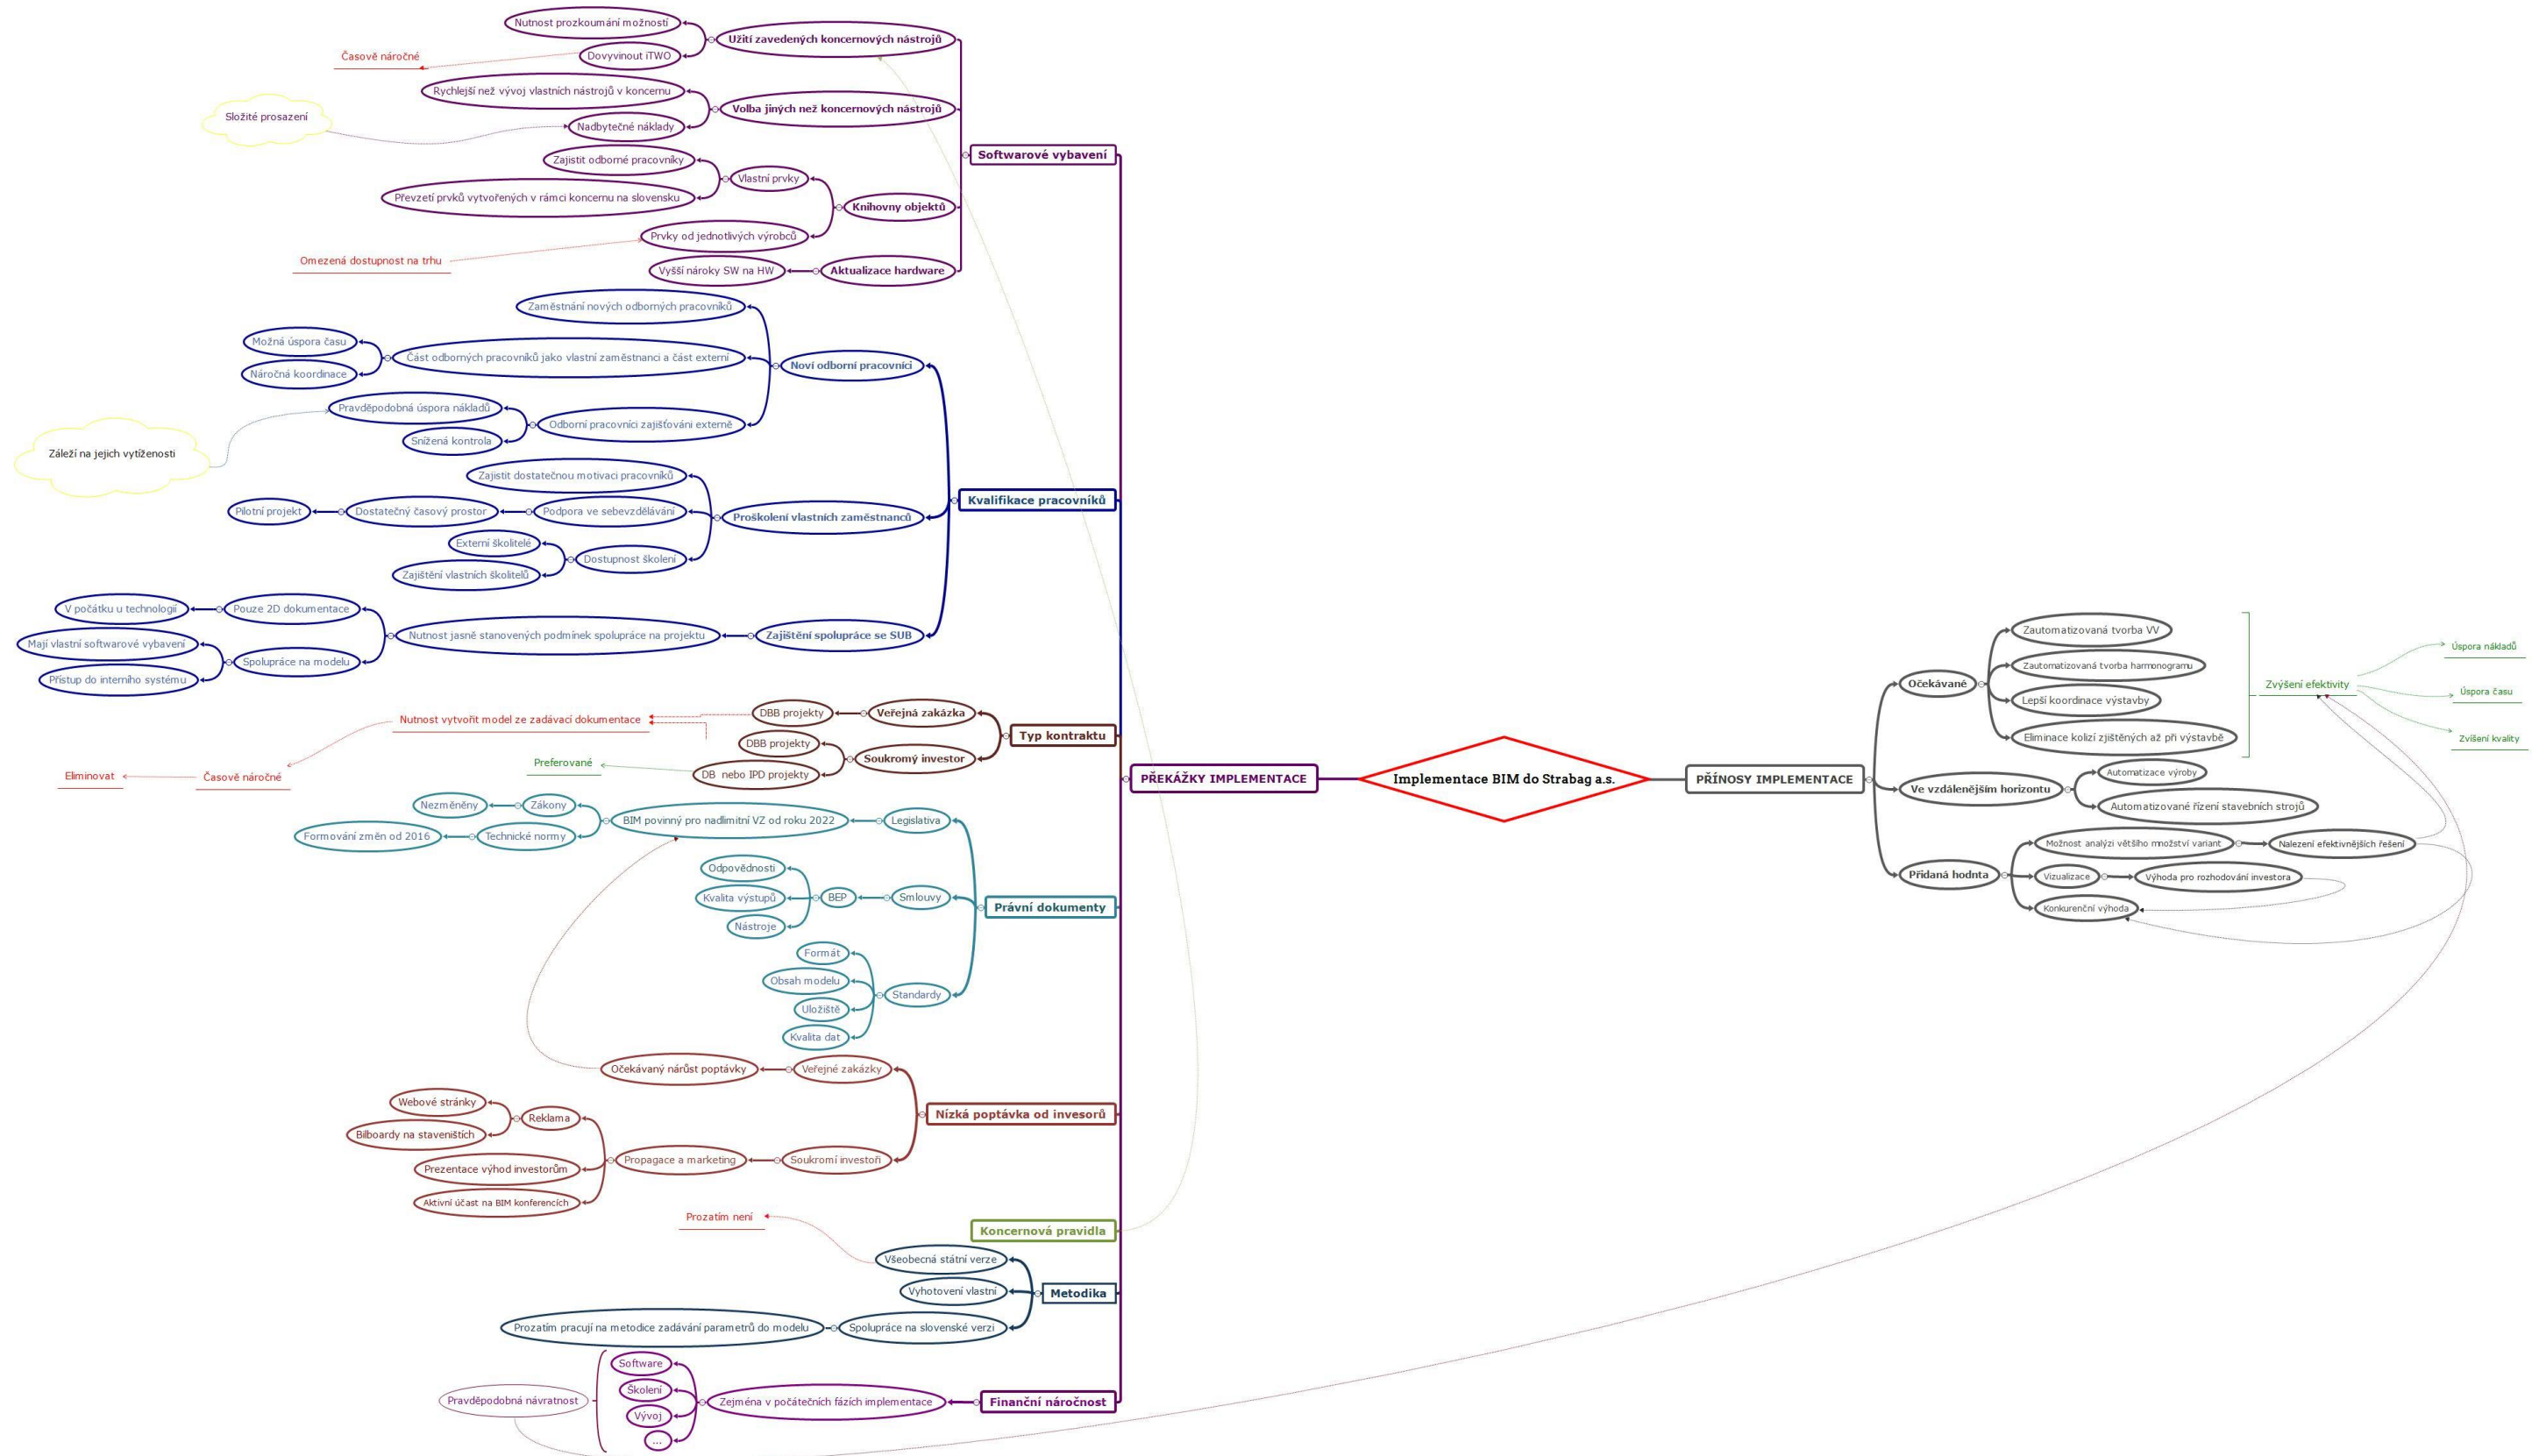 Implementace BIM do Strabag a.s.
PŘEKÁŽKY IMPLEMENTACE
Softwarové vybavení
Užití zavedených koncernových nástrojů
Nutnost prozkoumání možností
Dovyvinout iTWO
Časově náročné
Volba jiných než koncernových nástrojů
Rychlejší než vývoj vlastních nástrojů v koncernu
Nadbytečné náklady
Složité prosazení
Knihovny objektů
Vlastní prvky
Zajistit odborné pracovníky
Převzetí prvků vytvořených v rámci koncernu na slovensku
Prvky od jednotlivých výrobců
Omezená dostupnost na trhu
Aktualizace hardware
Vyšší nároky SW na HW
Kvalifikace pracovníků
Noví odborní pracovníci
Zaměstnání nových odborných pracovníků
Část odborných pracovníků jako vlastní zaměstnanci a část externí
Možná úspora času
Náročná koordinace
Odborní pracovníci zajišťováni externě
Pravděpodobná úspora nákladů
Snížená kontrola
Záleží na jejich vytíženosti
Proškolení vlastních zaměstnanců
Zajistit dostatečnou motivaci pracovníků
Podpora ve sebevzdělávání
Dostatečný časový prostor
Pilotní projekt
Dostupnost školení
Externí školitelé
Zajištění vlastních školitelů
Zajištění spolupráce se SUB
Nutnost jasně stanovených podmínek spolupráce na projektu
Pouze 2D dokumentace
V počátku u technologií
Spolupráce na modelu
Mají vlastní softwarové vybavení
Přístup do interního systému
Typ kontraktu
Veřejná zakázka
DBB projekty
Nutnost vytvořit model ze zadávací dokumentace
Časově náročné
Eliminovat
Soukromý investor
DBB projekty
DB nebo IPD projekty
Preferované
Právní dokumenty
Legislativa
BIM povinný pro nadlimitní VZ od roku 2022
Zákony
Nezměněny
Technické normy
Formování změn od 2016
Smlouvy
BEP
Odpovědnosti
Kvalita výstupů
Nástroje
Standardy
Formát
Obsah modelu
Uložiště
Kvalita dat
Nízká poptávka od invesorů
Veřejné zakázky
Očekávaný nárůst poptávky
Soukromí investoři
Propagace a marketing
Reklama
Webové stránky
Bilboardy na staveništích
Prezentace výhod investorům
Aktivní účast na BIM konferencích
Koncernová pravidla
Metodika
Všeobecná státní verze
Prozatím není
Vyhotovení vlastní
Spolupráce na slovenské verzi
Prozatím pracují na metodice zadávání parametrů do modelu
Finanční náročnost
Zejména v počátečních fázích implementace
Software
Školení
Vývoj
...
Pravděpodobná návratnost
PŘÍNOSY IMPLEMENTACE
Očekávané
Zautomatizovaná tvorba VV
Zautomatizovaná tvorba harmonogramu
Lepší koordinace výstavby
Eliminace kolizí zjištěných až při výstavbě
Zvýšení efektivity
Úspora nákladů
Úspora času
Zvíšení kvality
Ve vzdálenějším horizontu
Automatizace výroby
Automatizované řízení stavebních strojů
Přidaná hodnta
Možnost analýzi většího množství variant
Nalezení efektivnějších řešení
Vizualizace
Výhoda pro rozhodování investora
Konkurenční výhoda